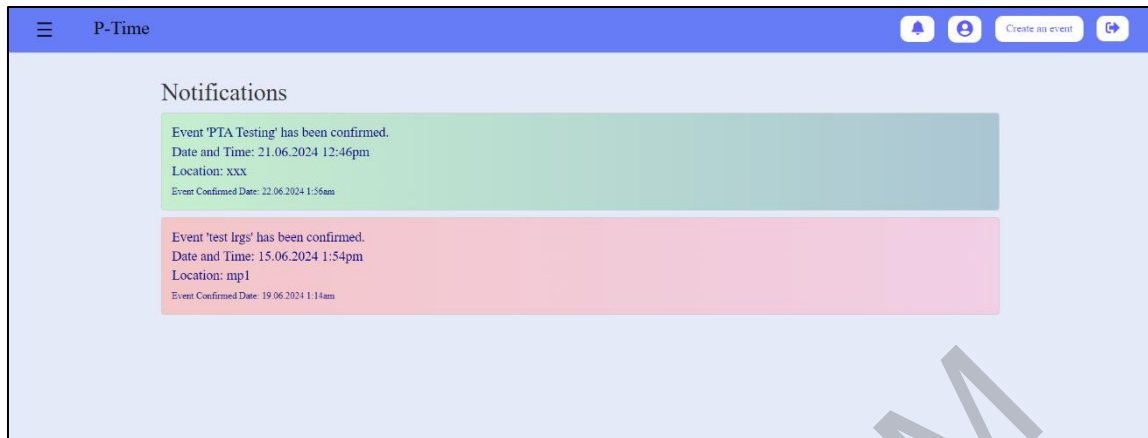 P-Time
Create an event
Notifications
Event 'PTA Testing' has been confirmed.
Date and Time: 21.06.2024 12:46pm
Location: xxx
Event Confirmed Date: 22.06.2024 1:56am
Event 'test lrgs' has been confirmed.
Date and Time: 15.06.2024 1:54pm
Location: mp1
Event Confirmed Date: 19.06.2024 1:14am
M